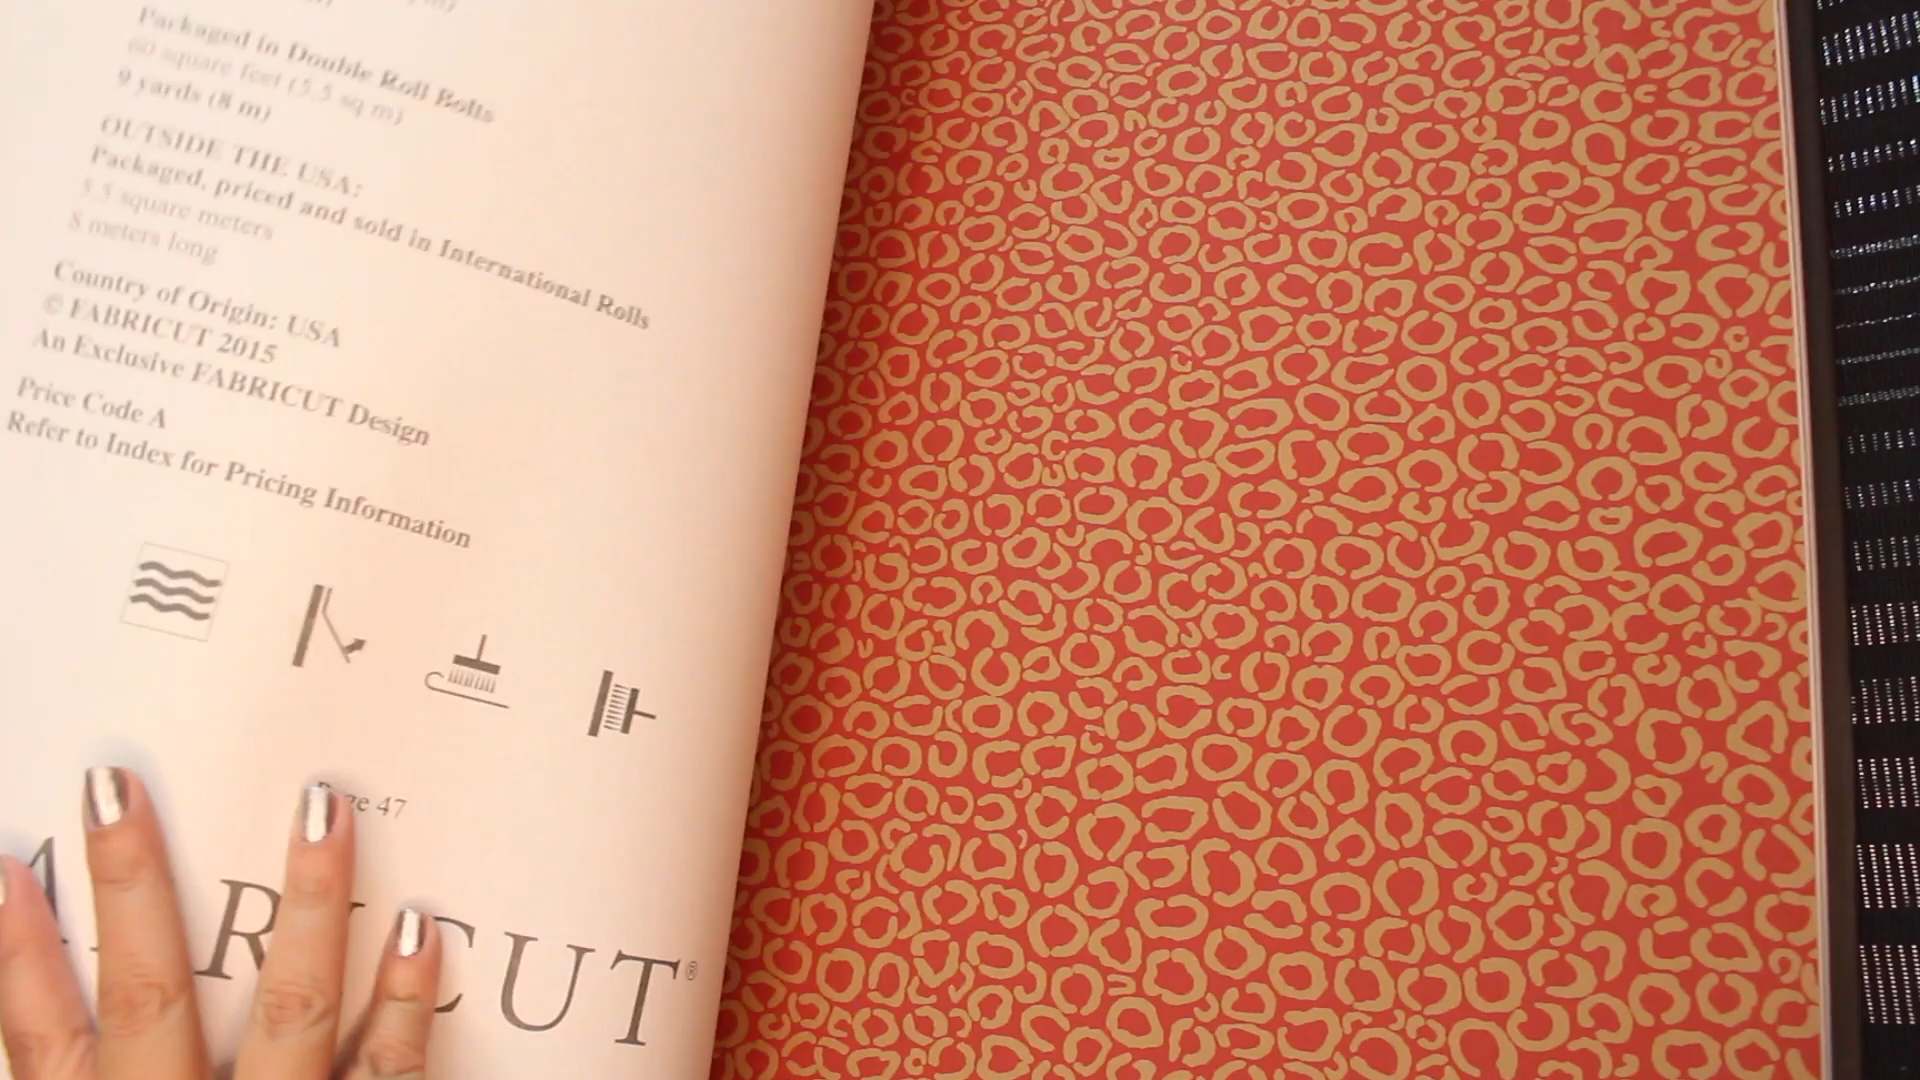 Packaged in Double Roll Bolts
60 square feet (5.5 sq m)
9 yards (8 m)
OUTSIDE THE USA:
Packaged, priced and sold in International Rolls
5.5 square meters
8 meters long
Country of Origin: USA
© FABRICUT 2015
An Exclusive FABRICUT Design
Price Code A
Refer to Index for Pricing Information
Page 47
CUT®